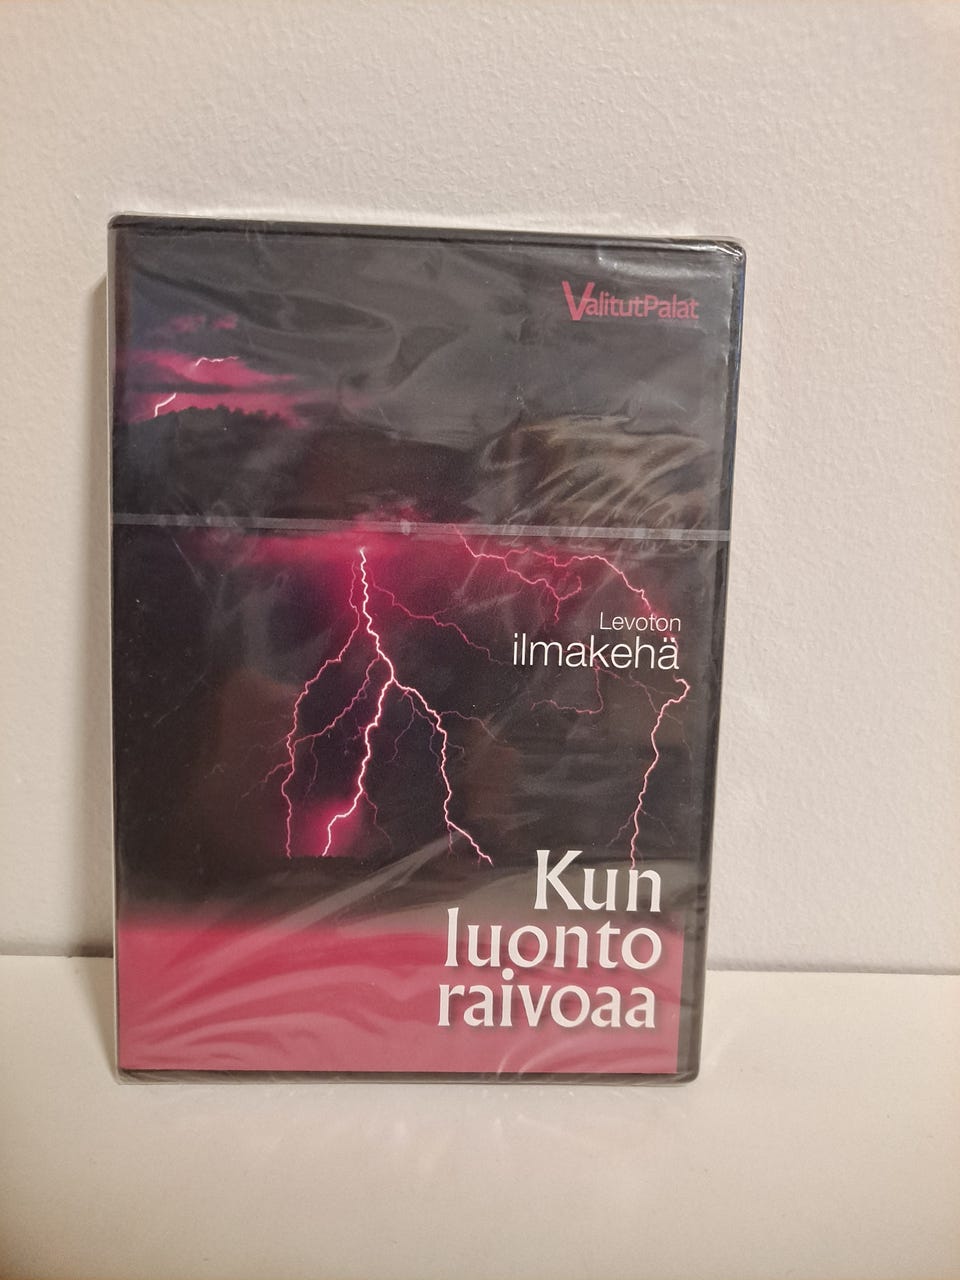 ValitutPalat
Levoton
ilmakehä
Kun
luonto
raivoaa